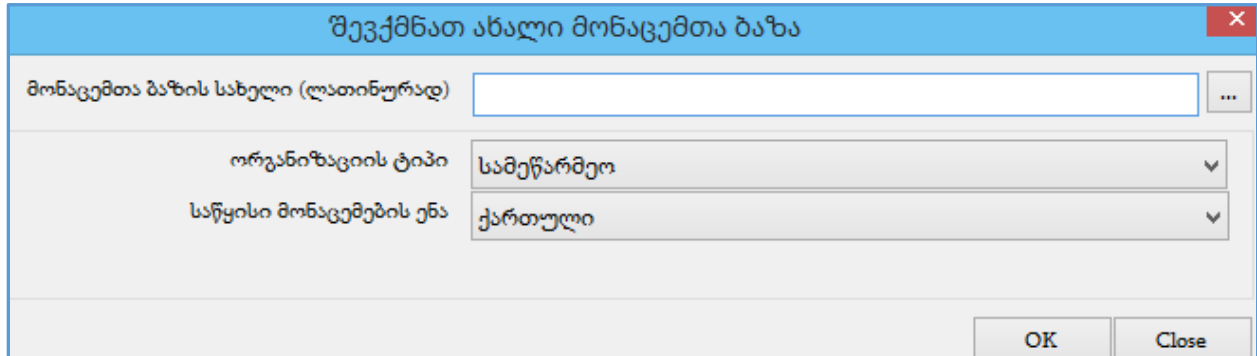 შევქმნათ ახალი მონაცემთა ბაზა
მონაცემთა ბაზის სახელი (ლათინურად)
...
ორგანიზაციის ტიპი
სამეწარმეო
საწყისი მონაცემების ენა
ქართული
OK
Close